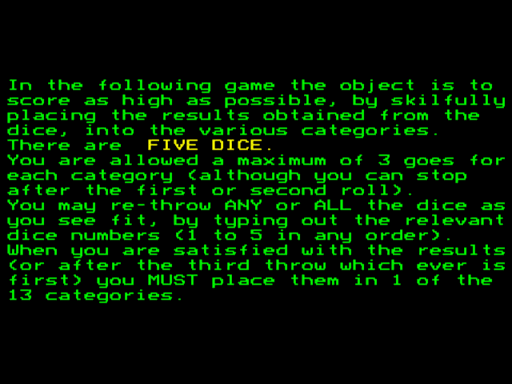 In the following game the object is to
score as high as possible, by skilfully
placing the results obtained from the
dice, into the various categories.
There are  FIVE DICE.
You are allowed a maximum of 3 goes for
each category (although you can stop
after the first or second roll).
You may re-throw ANY or ALL the dice as
you see fit, by typing out the relevant
dice numbers (1 to 5 in any order).
When you are satisfied with the results
(or after the third throw which ever is
first) you MUST place them in 1 of the
13 categories.